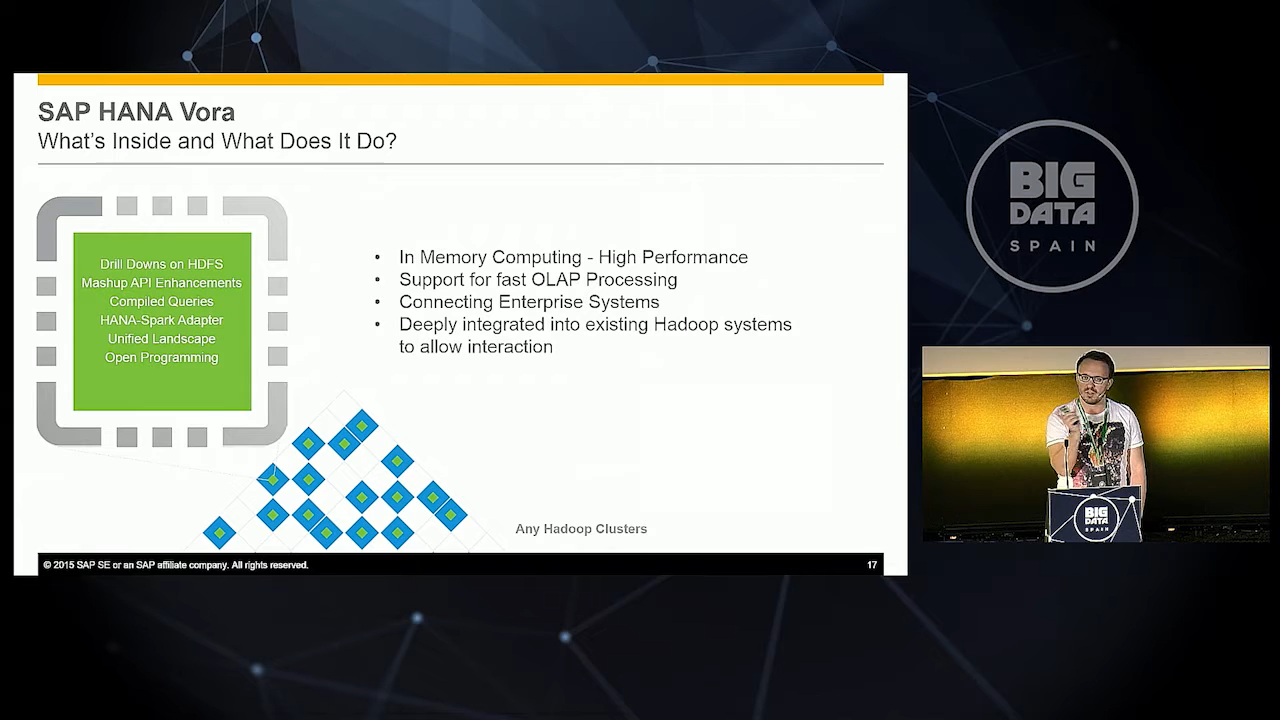 SAP HANA Vora
What's Inside and What Does It Do?
Drill Downs on HDFS
Mashup API Enhancements
Compiled Queries
HANA-Spark Adapter
Unified Landscape
Open Programming
• In Memory Computing - High Performance
• Support for fast OLAP Processing
• Connecting Enterprise Systems
• Deeply integrated into existing Hadoop systems
to allow interaction
Any Hadoop Clusters
© 2015 SAP SE or an SAP affiliate company. All rights reserved.
17
BIG
DATA
SPAIN
BIG
DATA
SPAIN